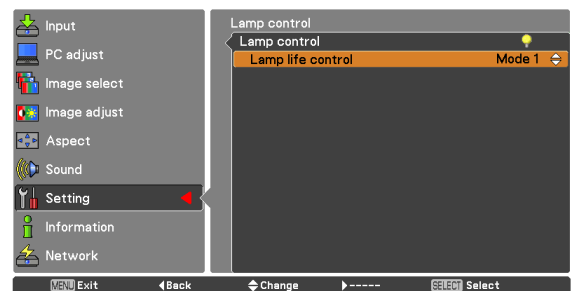 Input
PC adjust
Image select
Image adjust
Aspect
Sound
Setting
Information
Network
Lamp control
Lamp control
Lamp life control Mode 1
MENU Exit Back Change ----- SELECT Select